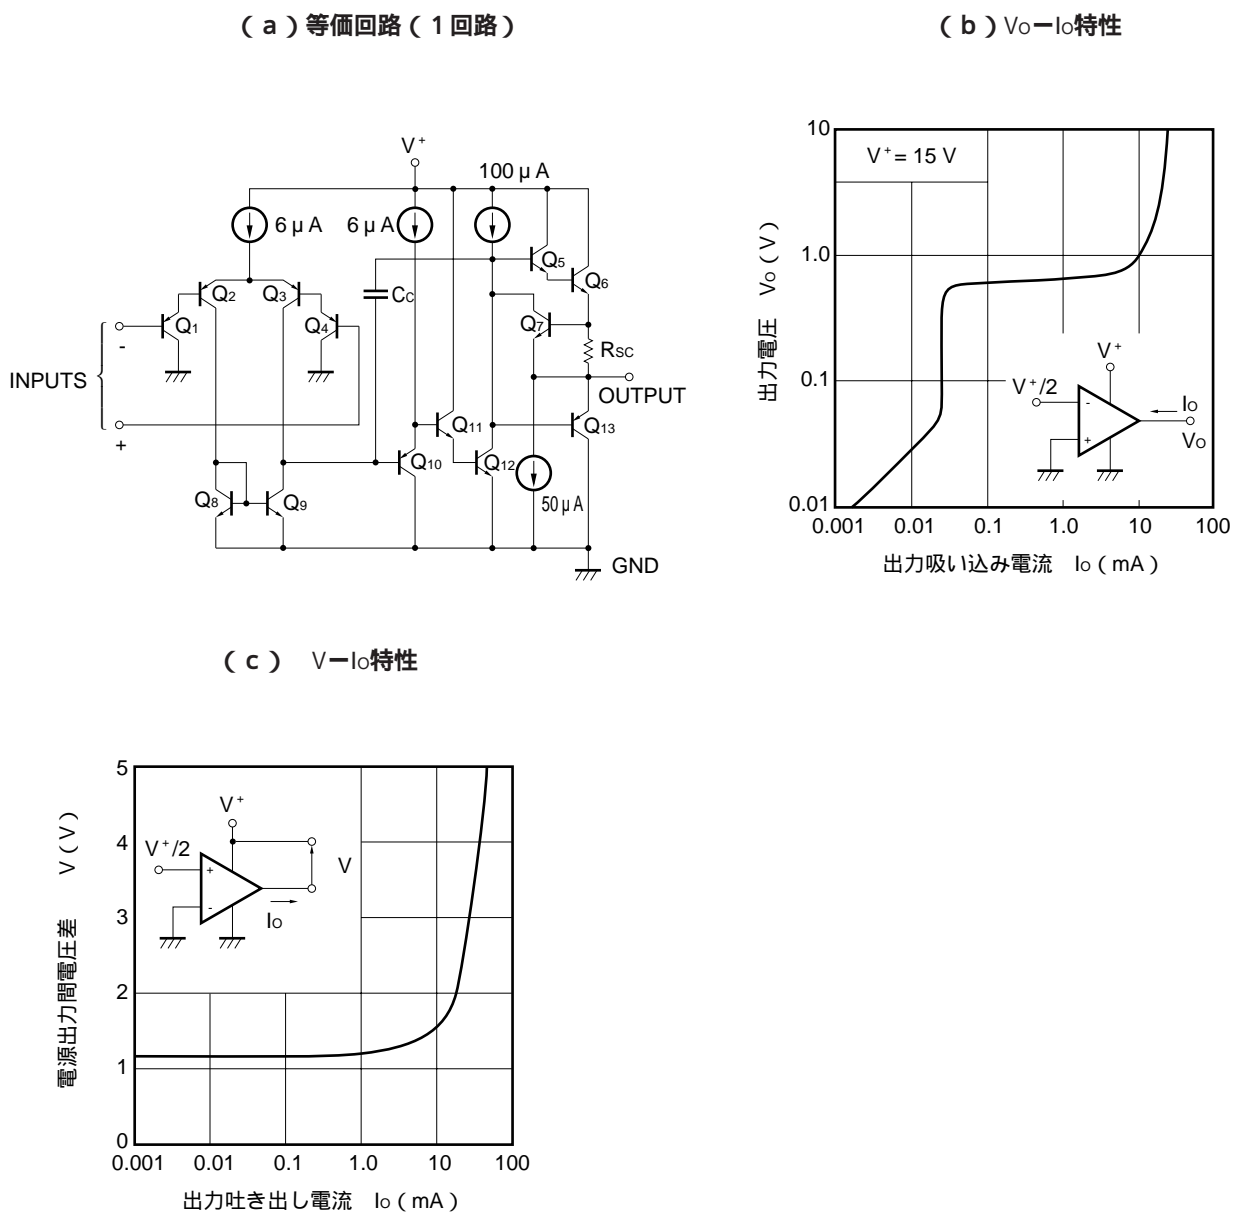 (a)等価回路(1回路)
(b)VO－IO特性
V+
100 μA
6 μA
6 μA
Q2
Q3
CC
Q5
Q6
Q1
Q4
Q7
RSC
-
INPUTS
OUTPUT
+
Q11
Q13
Q10
Q12
Q8
Q9
50 μA
GND
10
V+ = 15 V
1.0
出力電圧 VO(V)
0.1
V+
V+/2
-
+
IO
VO
0.01
0.001 0.01 0.1 1.0 10 100
出力吸い込み電流 IO(mA)
(c) V－IO特性
5
V+
4
V+/2
+
-
V
IO
3
電源出力間電圧差 V(V)
2
1
0
0.001 0.01 0.1 1.0 10 100
出力吐き出し電流 IO(mA)